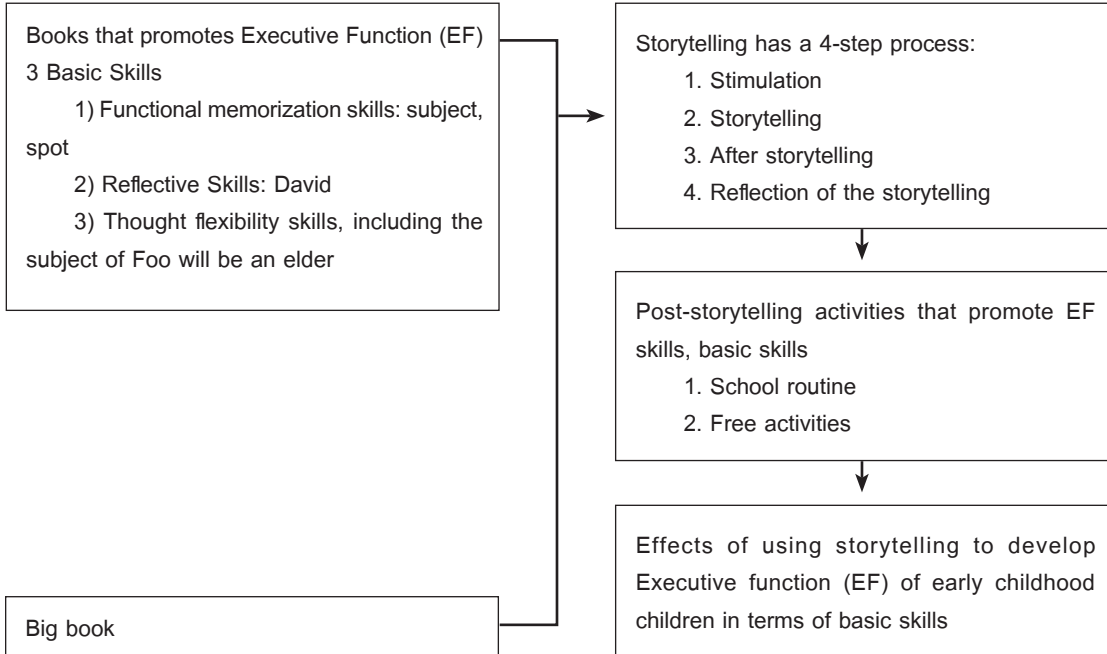 Books that promotes Executive Function (EF)
3 Basic Skills
1) Functional memorization skills: subject,
spot
2) Reflective Skills: David
3) Thought flexibility skills, including the
subject of Foo will be an elder
Big book
Storytelling has a 4-step process:
1. Stimulation
2. Storytelling
3. After storytelling
4. Reflection of the storytelling
Post-storytelling activities that promote EF
skills, basic skills
1. School routine
2. Free activities
Effects of using storytelling to develop
Executive function (EF) of early childhood
children in terms of basic skills